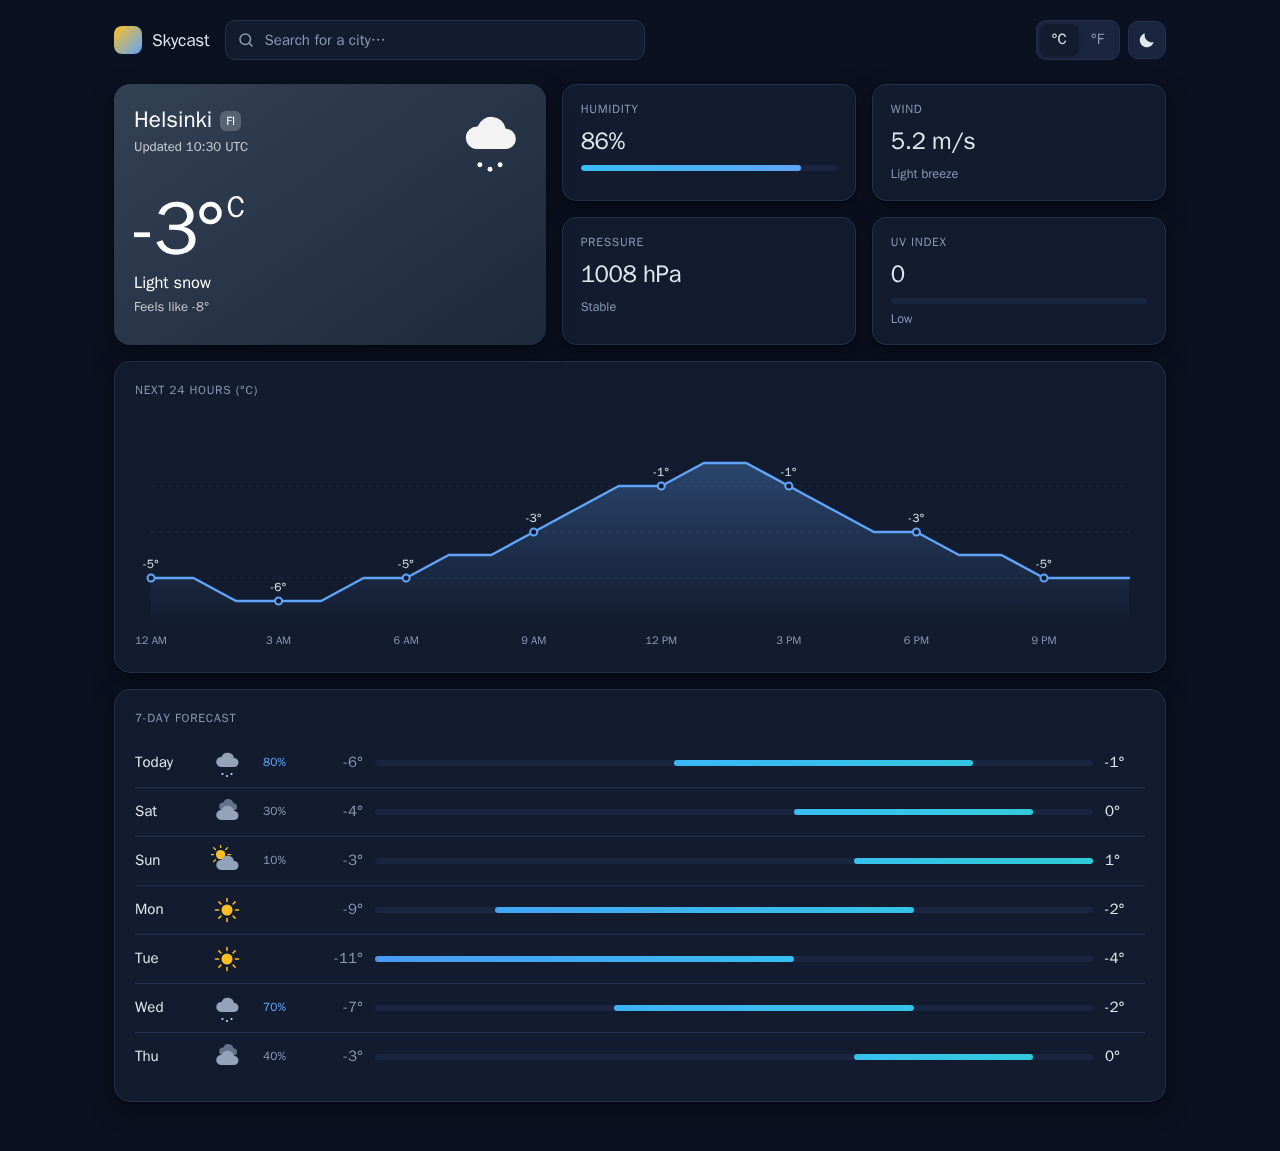 Skycast
Search for a city…
°C °F
Helsinki FI
Updated 10:30 UTC
-3°C
Light snow
Feels like -8°
HUMIDITY
86%
WIND
5.2 m/s
Light breeze
PRESSURE
1008 hPa
Stable
UV INDEX
0
Low
NEXT 24 HOURS (°C)
-5° -6° -5° -3° -1° -1° -3° -5°
12 AM 3 AM 6 AM 9 AM 12 PM 3 PM 6 PM 9 PM
7-DAY FORECAST
Today 80% -6° -1°
Sat 30% -4° 0°
Sun 10% -3° 1°
Mon -9° -2°
Tue -11° -4°
Wed 70% -7° -2°
Thu 40% -3° 0°